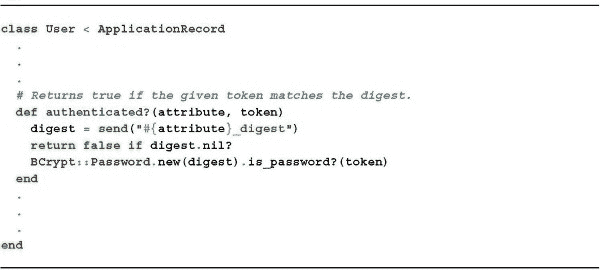 class User < ApplicationRecord
  .
  .
  .
  # Returns true if the given token matches the digest.
  def authenticated?(attribute, token)
    digest = send("#{attribute}_digest")
    return false if digest.nil?
    BCrypt::Password.new(digest).is_password?(token)
  end
  .
  .
  .
end